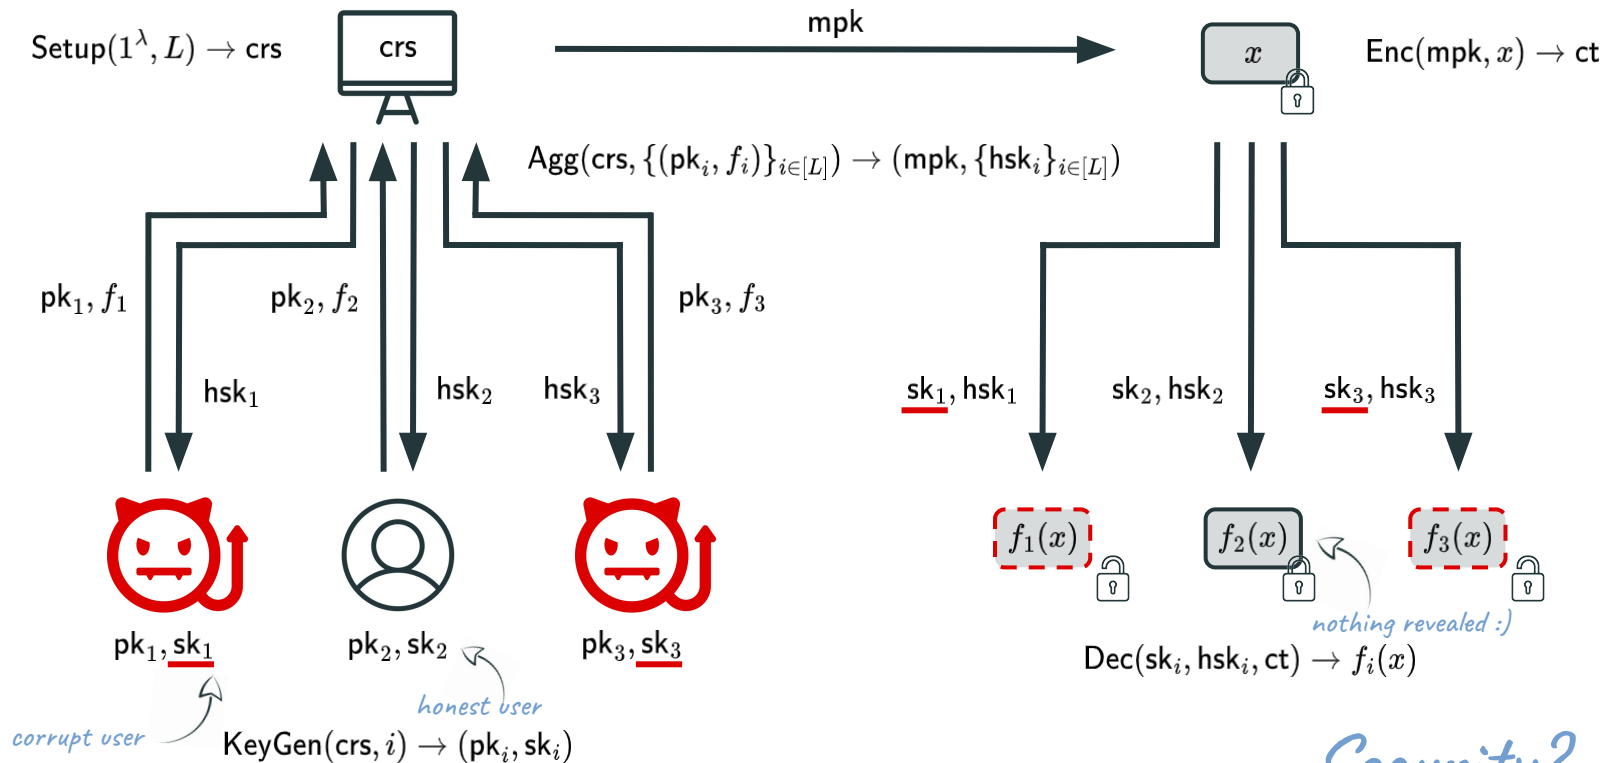 mpk
Setup(1^λ, L) → crs
crs
x
Enc(mpk, x) → ct
Agg(crs, {(pk_i, f_i)}_{i∈[L]}) → (mpk, {hsk_i}_{i∈[L]})
pk_1, f_1
pk_2, f_2
pk_3, f_3
hsk_1
hsk_2
hsk_3
sk_1, hsk_1
sk_2, hsk_2
sk_3, hsk_3
f_1(x)
f_2(x)
f_3(x)
nothing revealed :)
pk_1, sk_1
pk_2, sk_2
pk_3, sk_3
Dec(sk_i, hsk_i, ct) → f_i(x)
honest user
corrupt user
KeyGen(crs, i) → (pk_i, sk_i)
Security?